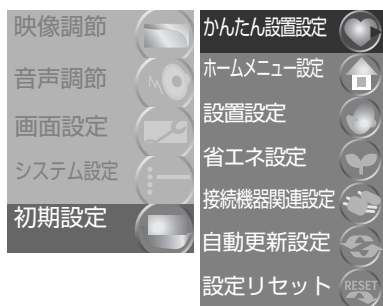 映像調節
音声調節
画面設定
システム設定
初期設定
かんたん設置設定
ホームメニュー設定
設置設定
省エネ設定
接続機器関連設定
自動更新設定
設定リセット
RESET